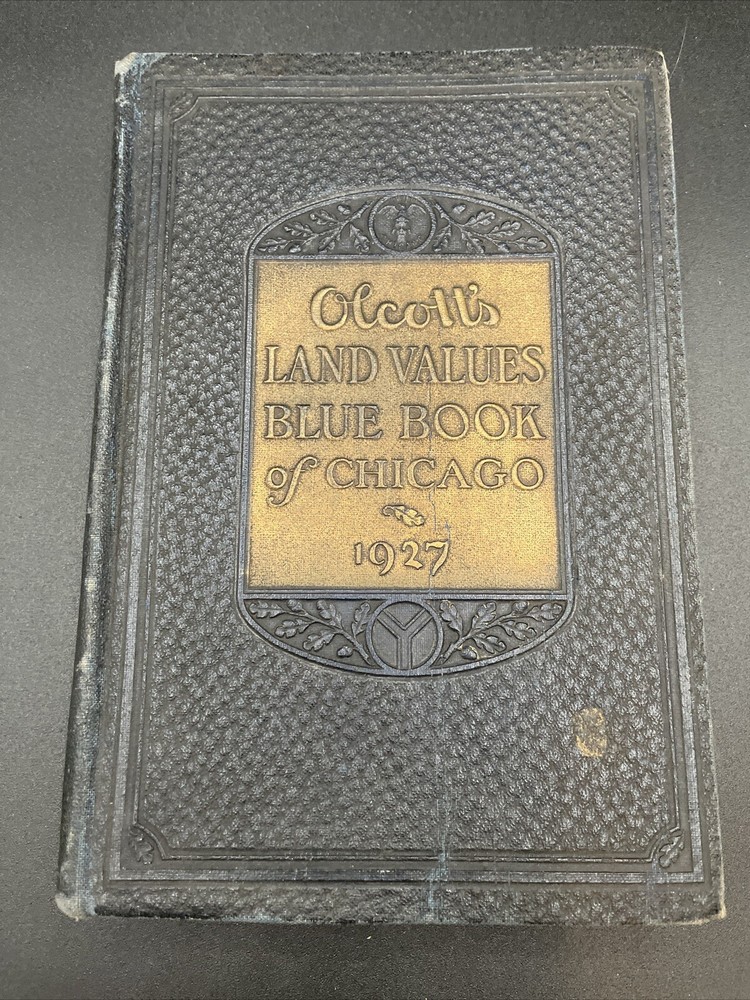 Olcott's
LAND VALUES
BLUE BOOK
of CHICAGO
1927